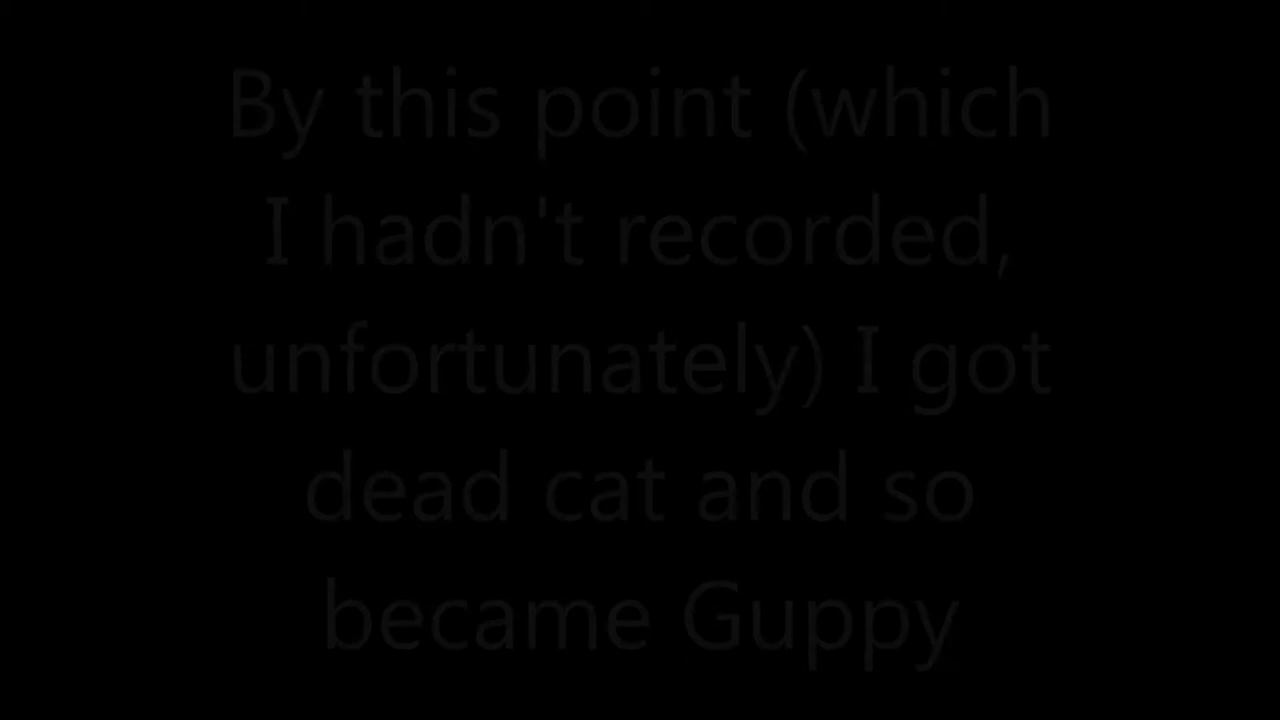 By this point (which
I hadn't recorded,
unfortunately) I got
dead cat and so
became Guppy